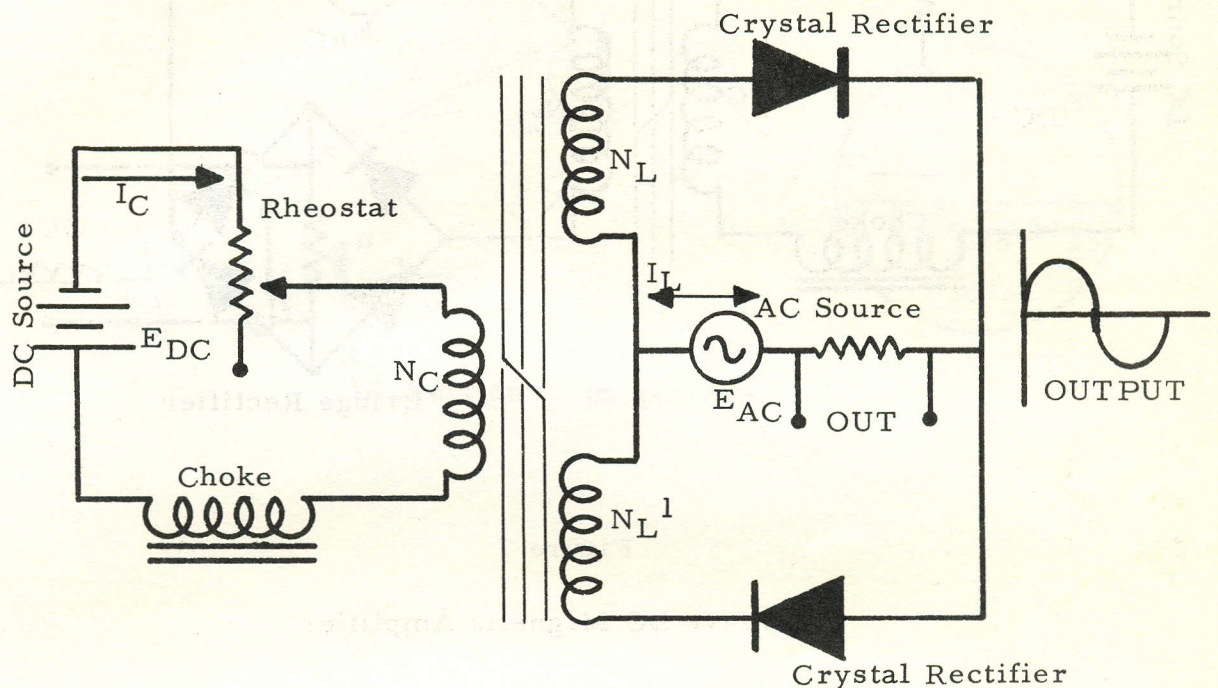 Crystal Rectifier
I_C
Rheostat
DC Source
E_DC
N_C
Choke
N_L
I_L
AC Source
E_AC
OUT
N_L^1
OUTPUT
Crystal Rectifier